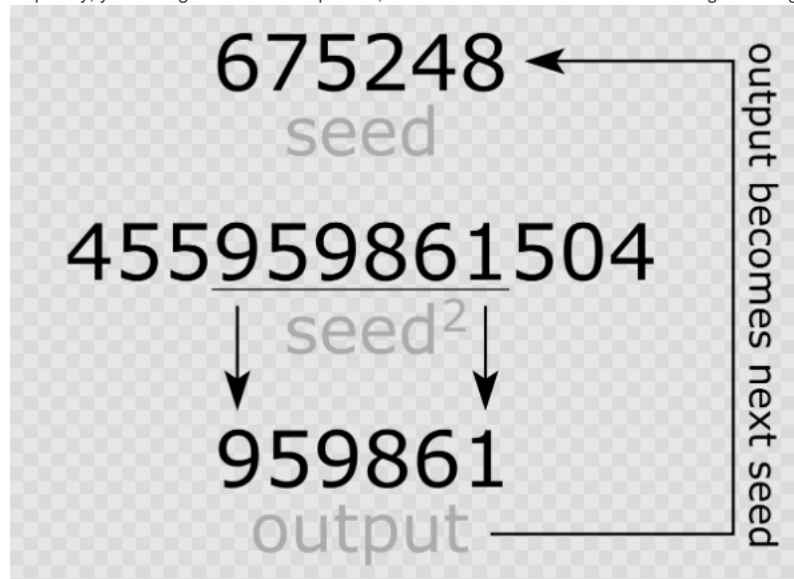 675248
seed
455959861504
seed²
959861
output
output becomes next seed